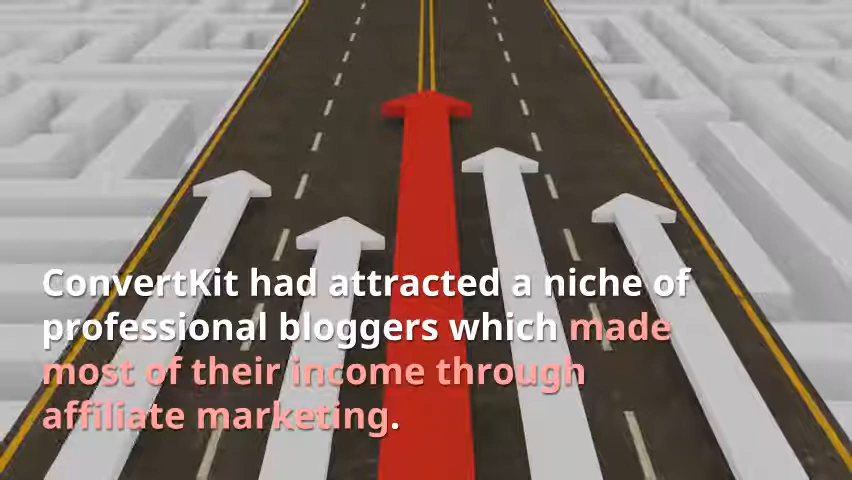 ConvertKit had attracted a niche of
professional bloggers which made
most of their income through
affiliate marketing.